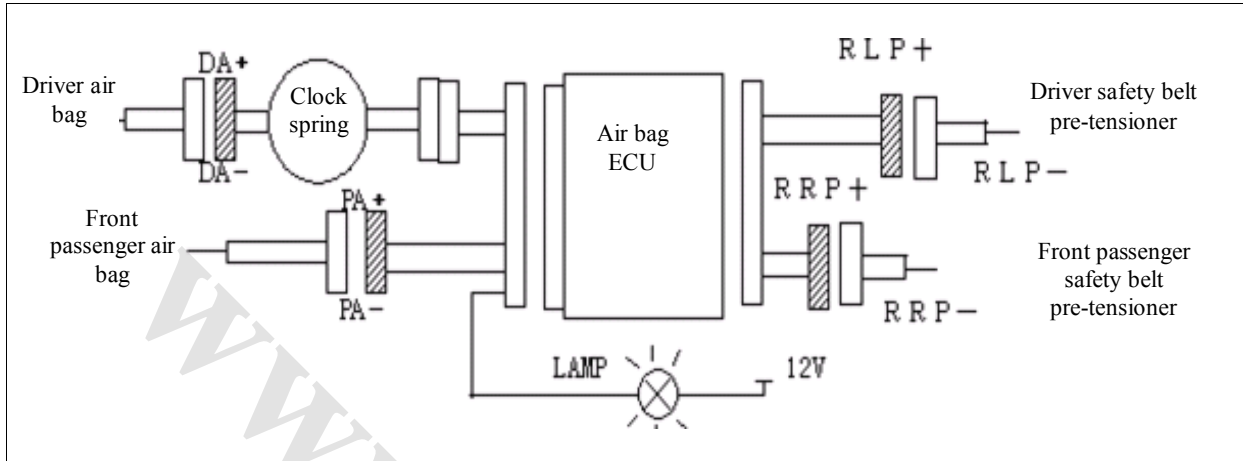 DA+
Driver air
bag
Clock
spring
DA-
PA+
Front
passenger air
bag
PA-
Air bag
ECU
RLP+
Driver safety belt
pre-tensioner
RLP-
RRP+
Front passenger
safety belt
pre-tensioner
RRP-
LAMP
12V
www